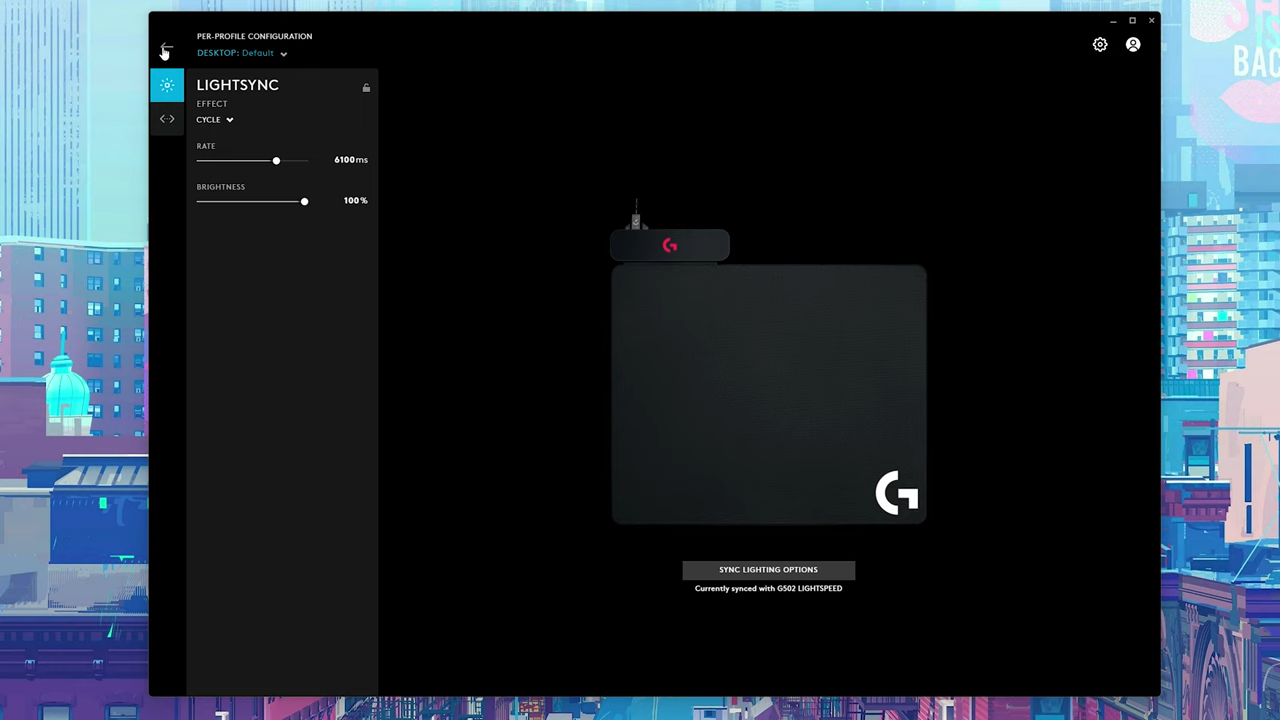 PER-PROFILE CONFIGURATION
DESKTOP: Default
LIGHTSYNC
EFFECT
CYCLE
RATE
6100 ms
BRIGHTNESS
100 %
SYNC LIGHTING OPTIONS
Currently synced with G502 LIGHTSPEED
BACK